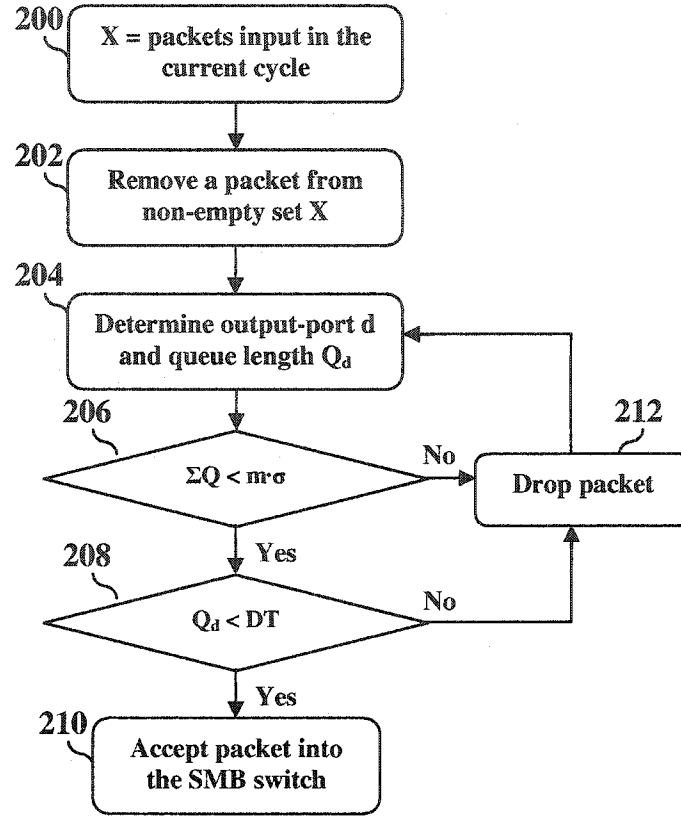 200
X = packets input in the
current cycle
202
Remove a packet from
non-empty set X
204
Determine output-port d
and queue length Qd
206
ΣQ < m·σ
No
212
Drop packet
Yes
208
Qd < DT
No
Yes
210
Accept packet into
the SMB switch